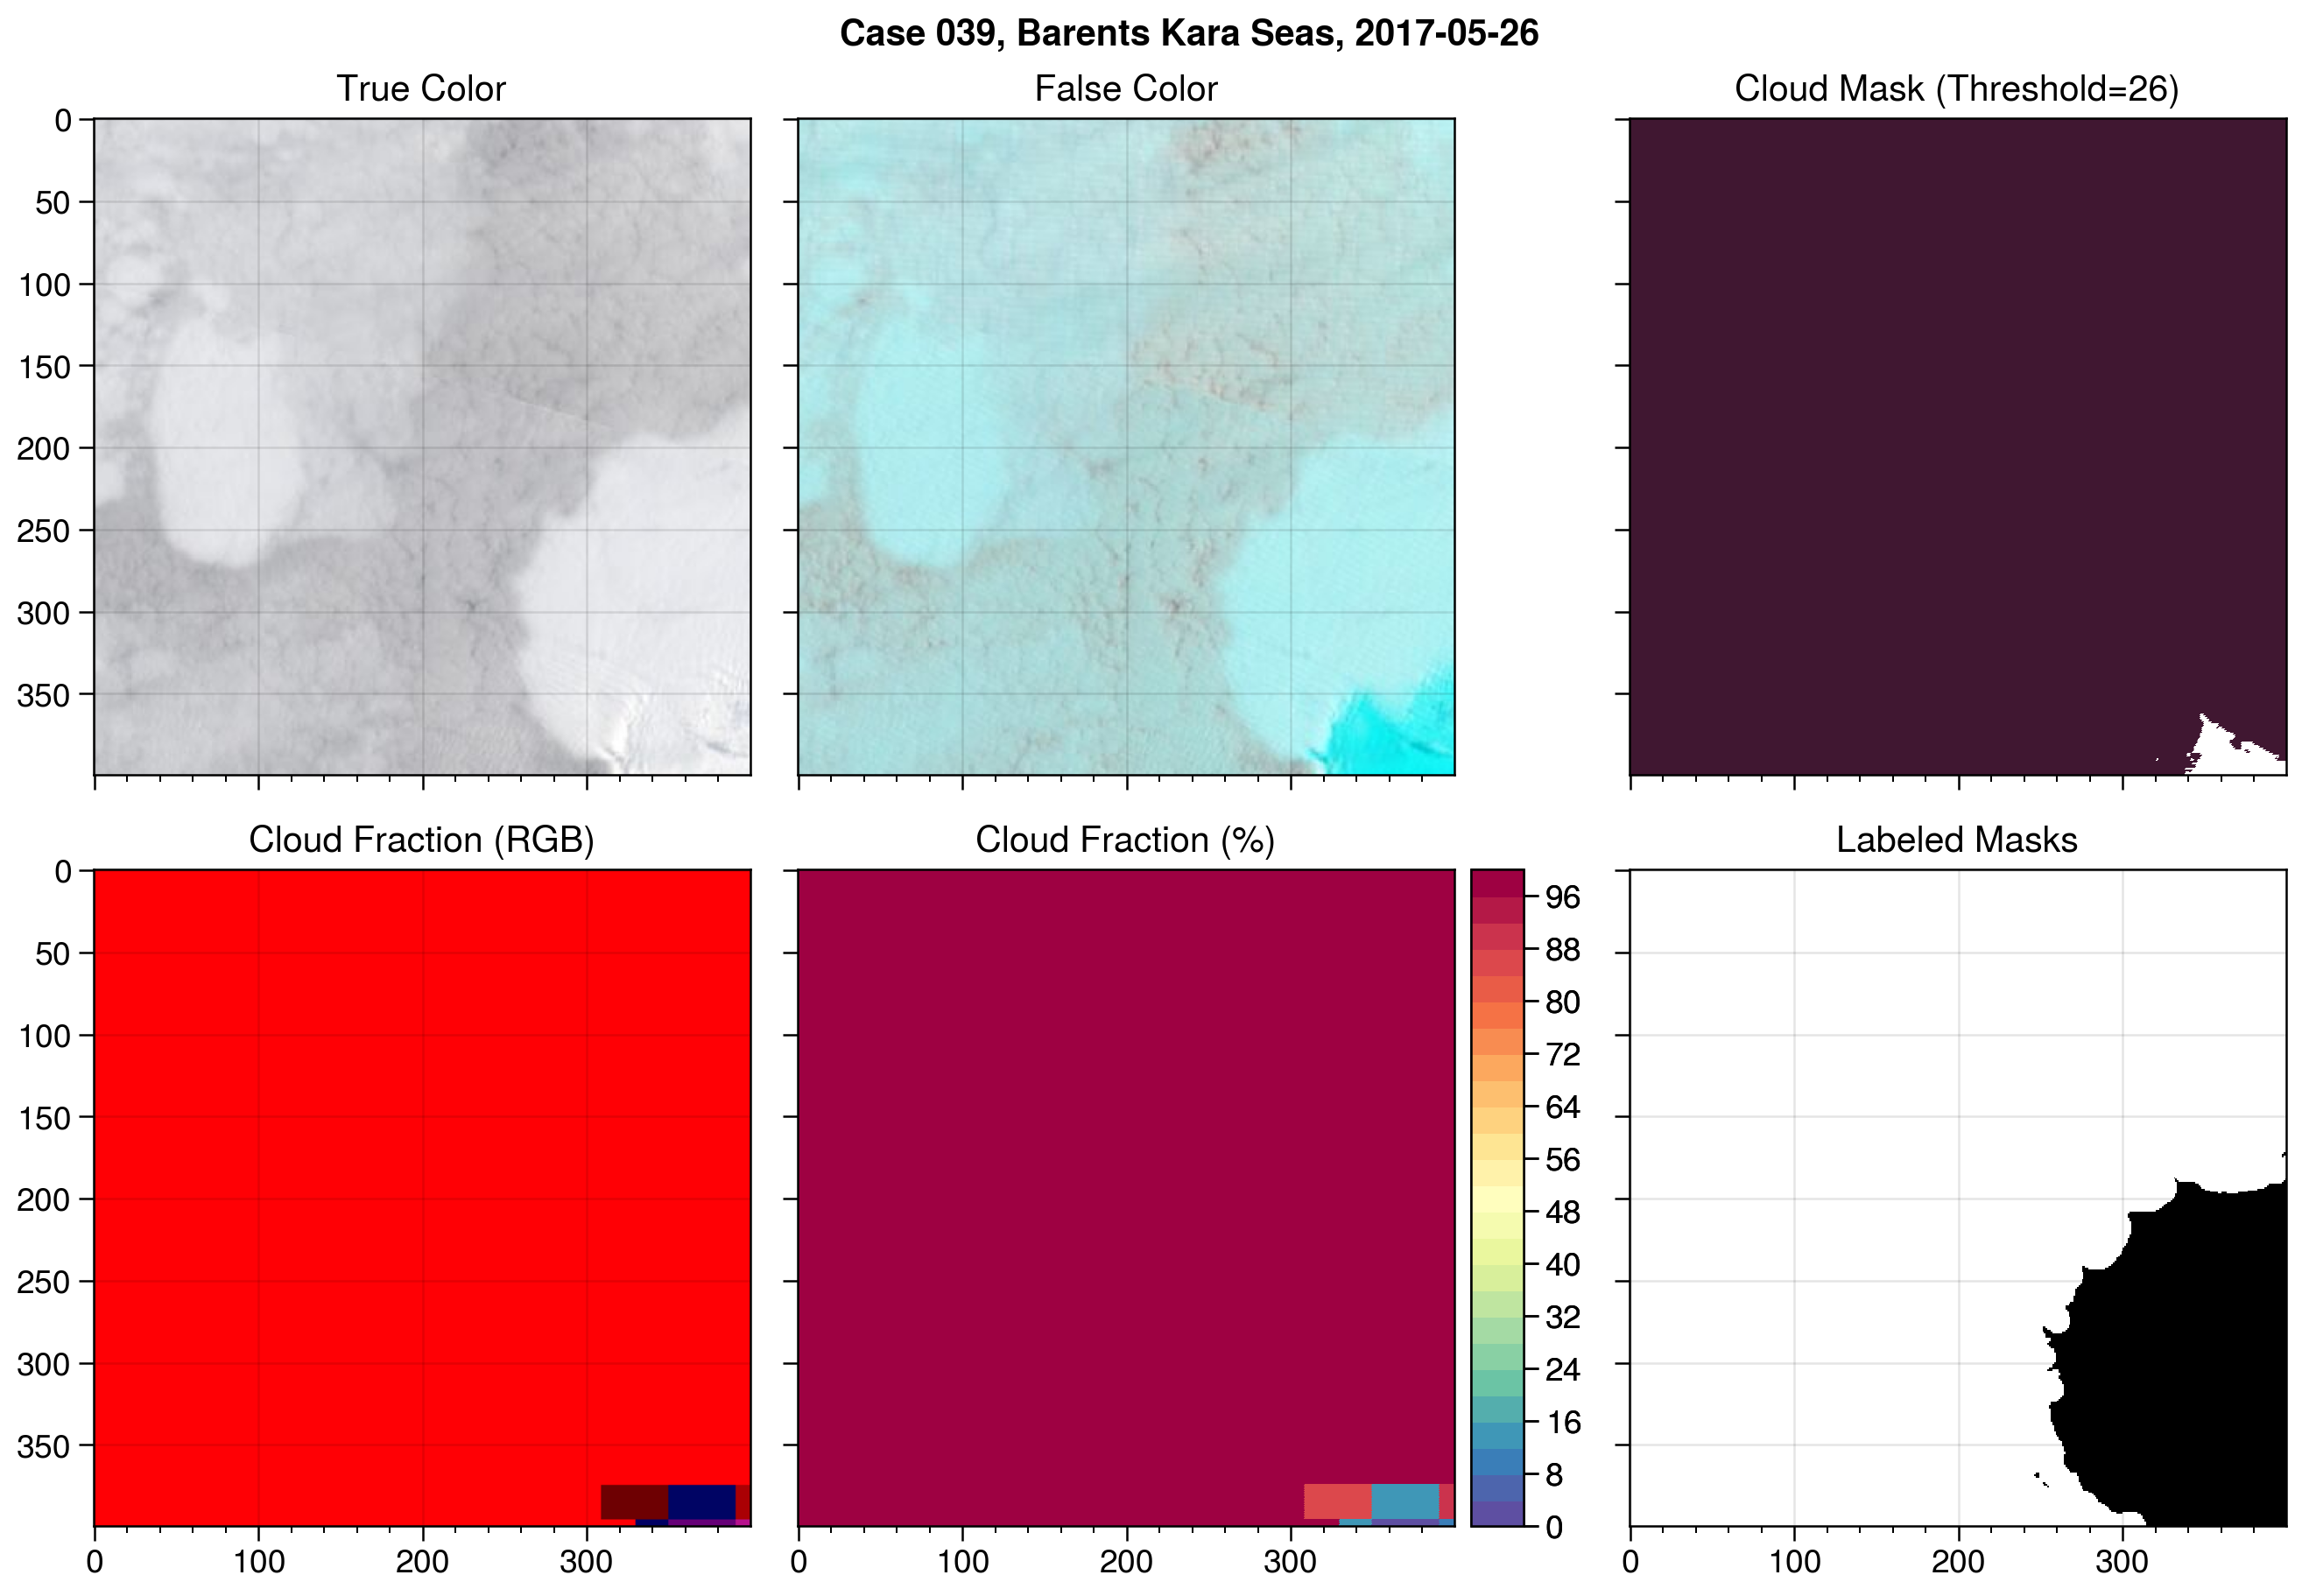 Case 039, Barents Kara Seas, 2017-05-26
True Color
False Color
Cloud Mask (Threshold=26)
0
50
100
150
200
250
300
350
Cloud Fraction (RGB)
Cloud Fraction (%)
Labeled Masks
0
50
100
150
200
250
300
350
96
88
80
72
64
56
48
40
32
24
16
8
0
0 100 200 300
0 100 200 300
0 100 200 300